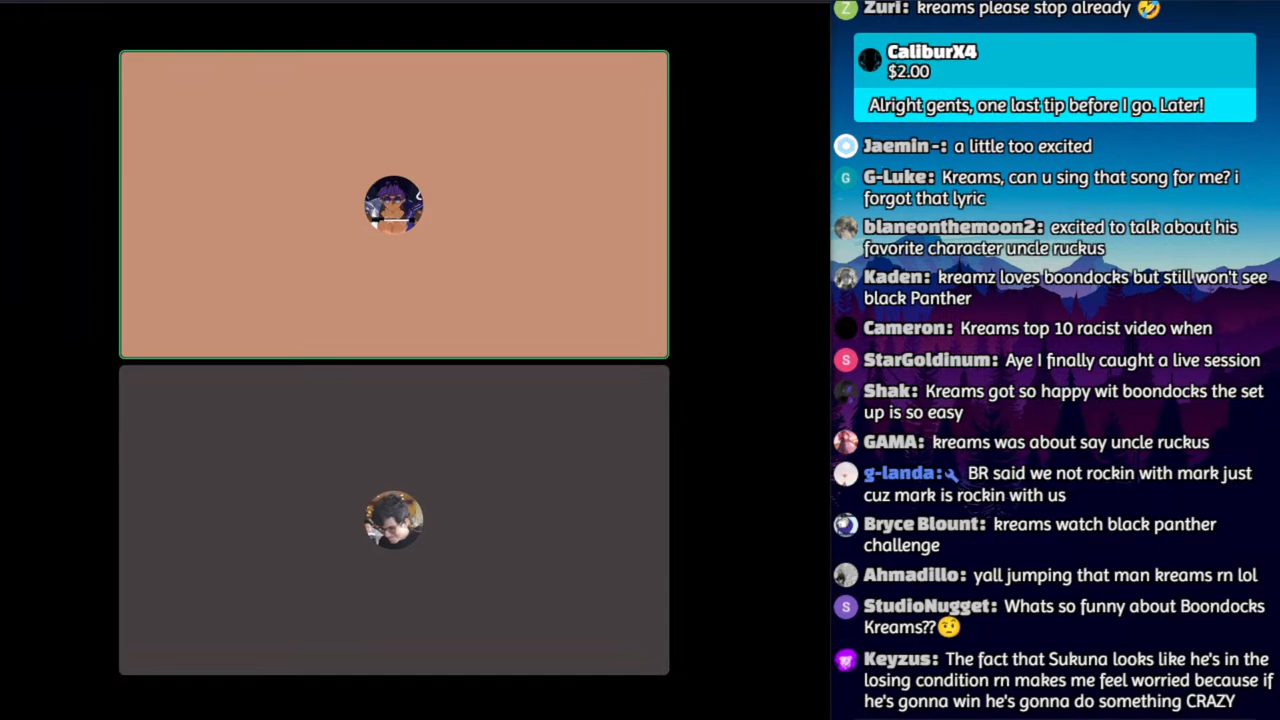 Zuri: kreams please stop already 🤣
CaliburX4
$2.00
Alright gents, one last tip before I go. Later!
Jaemin-: a little too excited
G-Luke: Kreams, can u sing that song for me? i
forgot that lyric
blaneonthemoon2: excited to talk about his
favorite character uncle ruckus
Kaden: kreamz loves boondocks but still won't see
black Panther
Cameron: Kreams top 10 racist video when
StarGoldinum: Aye I finally caught a live session
Shak: Kreams got so happy wit boondocks the set
up is so easy
GAMA: kreams was about say uncle ruckus
g-landa: BR said we not rockin with mark just
cuz mark is rockin with us
Bryce Blount: kreams watch black panther
challenge
Ahmadillo: yall jumping that man kreams rn lol
StudioNugget: Whats so funny about Boondocks
Kreams??🤨
Keyzus: The fact that Sukuna looks like he's in the
losing condition rn makes me feel worried because if
he's gonna win he's gonna do something CRAZY